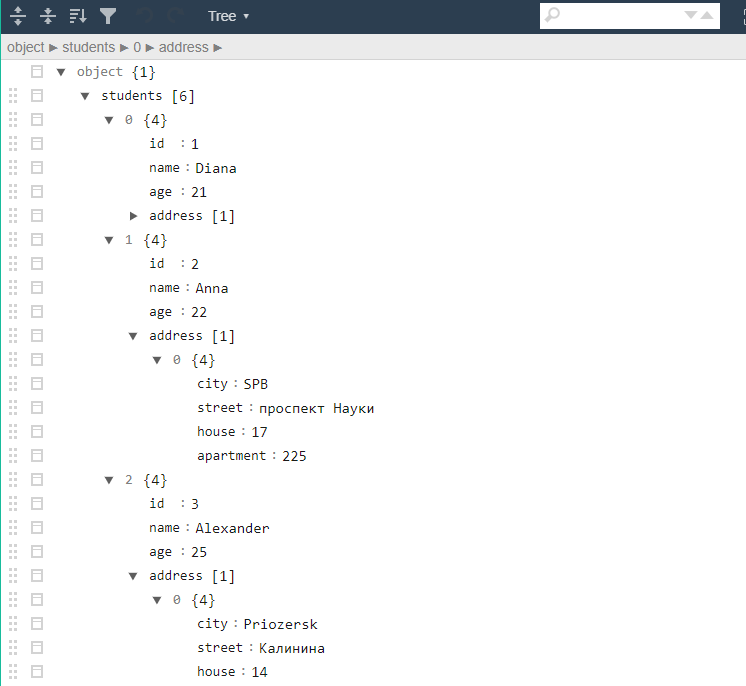 Tree
object ▶ students ▶ 0 ▶ address ▶
object {1}
students [6]
0 {4}
id : 1
name : Diana
age : 21
address [1]
1 {4}
id : 2
name : Anna
age : 22
address [1]
0 {4}
city : SPB
street : проспект Науки
house : 17
apartment : 225
2 {4}
id : 3
name : Alexander
age : 25
address [1]
0 {4}
city : Priozersk
street : Калинина
house : 14